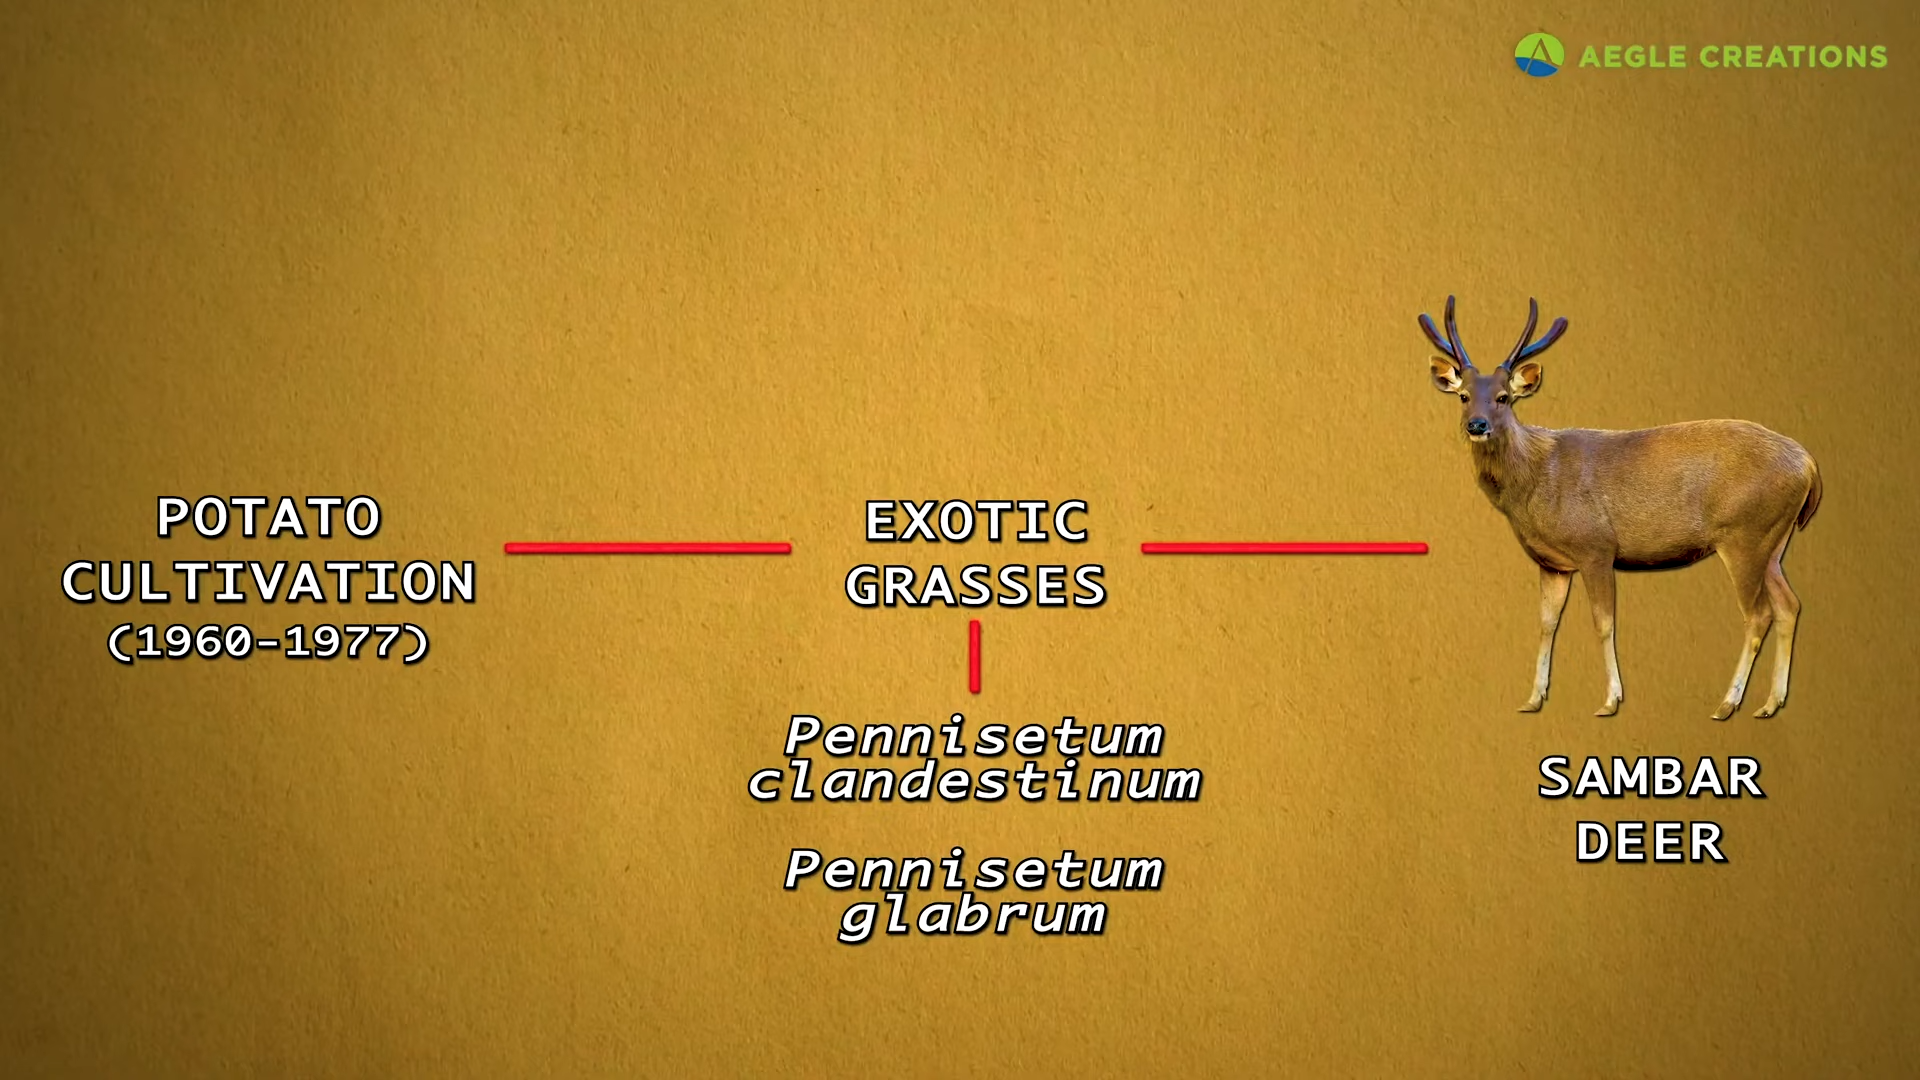 AEGLE CREATIONS
POTATO
CULTIVATION
(1960-1977)
EXOTIC
GRASSES
Pennisetum
clandestinum
Pennisetum
glabrum
SAMBAR
DEER